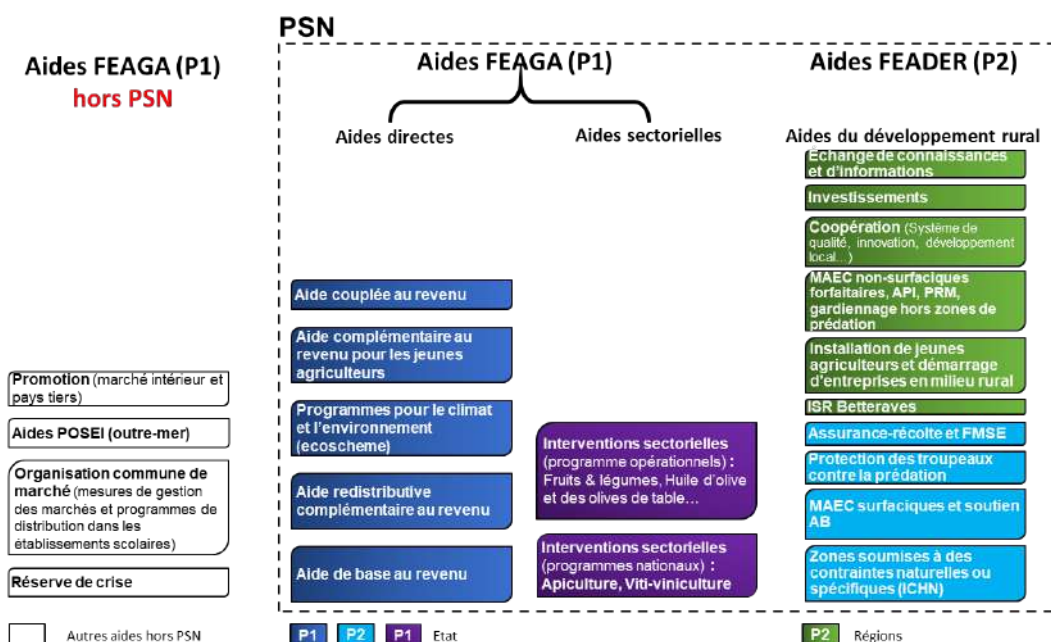 PSN
Aides FEAGA (P1)
hors PSN
Promotion (marché intérieur et
pays tiers)
Aides POSEI (outre-mer)
Organisation commune de
marché (mesures de gestion
des marchés et programmes de
distribution dans les
établissements scolaires)
Réserve de crise
Autres aides hors PSN
Aides FEAGA (P1)
Aides directes
Aide couplée au revenu
Aide complémentaire au
revenu pour les jeunes
agriculteurs
Programmes pour le climat
et l'environnement
(ecoscheme)
Aide redistributive
complémentaire au revenu
Aide de base au revenu
Aides sectorielles
Interventions sectorielles
(programme opérationnels) :
Fruits & légumes, Huile d'olive
et des olives de table...
Interventions sectorielles
(programmes nationaux) :
Apiculture, Viti-viniculture
P1 P2 P1 Etat
Aides FEADER (P2)
Aides du développement rural
Échange de connaissances
et d'informations
Investissements
Coopération (Système de
qualité, innovation, développement
local...)
MAEC non-surfaciques
forfaitaires, API, PRM,
gardiennage hors zones de
prédation
Installation de jeunes
agriculteurs et démarrage
d'entreprises en milieu rural
ISR Betteraves
Assurance-récolte et FMSE
Protection des troupeaux
contre la prédation
MAEC surfaciques et soutien
AB
Zones soumises à des
contraintes naturelles ou
spécifiques (ICHN)
P2 Régions